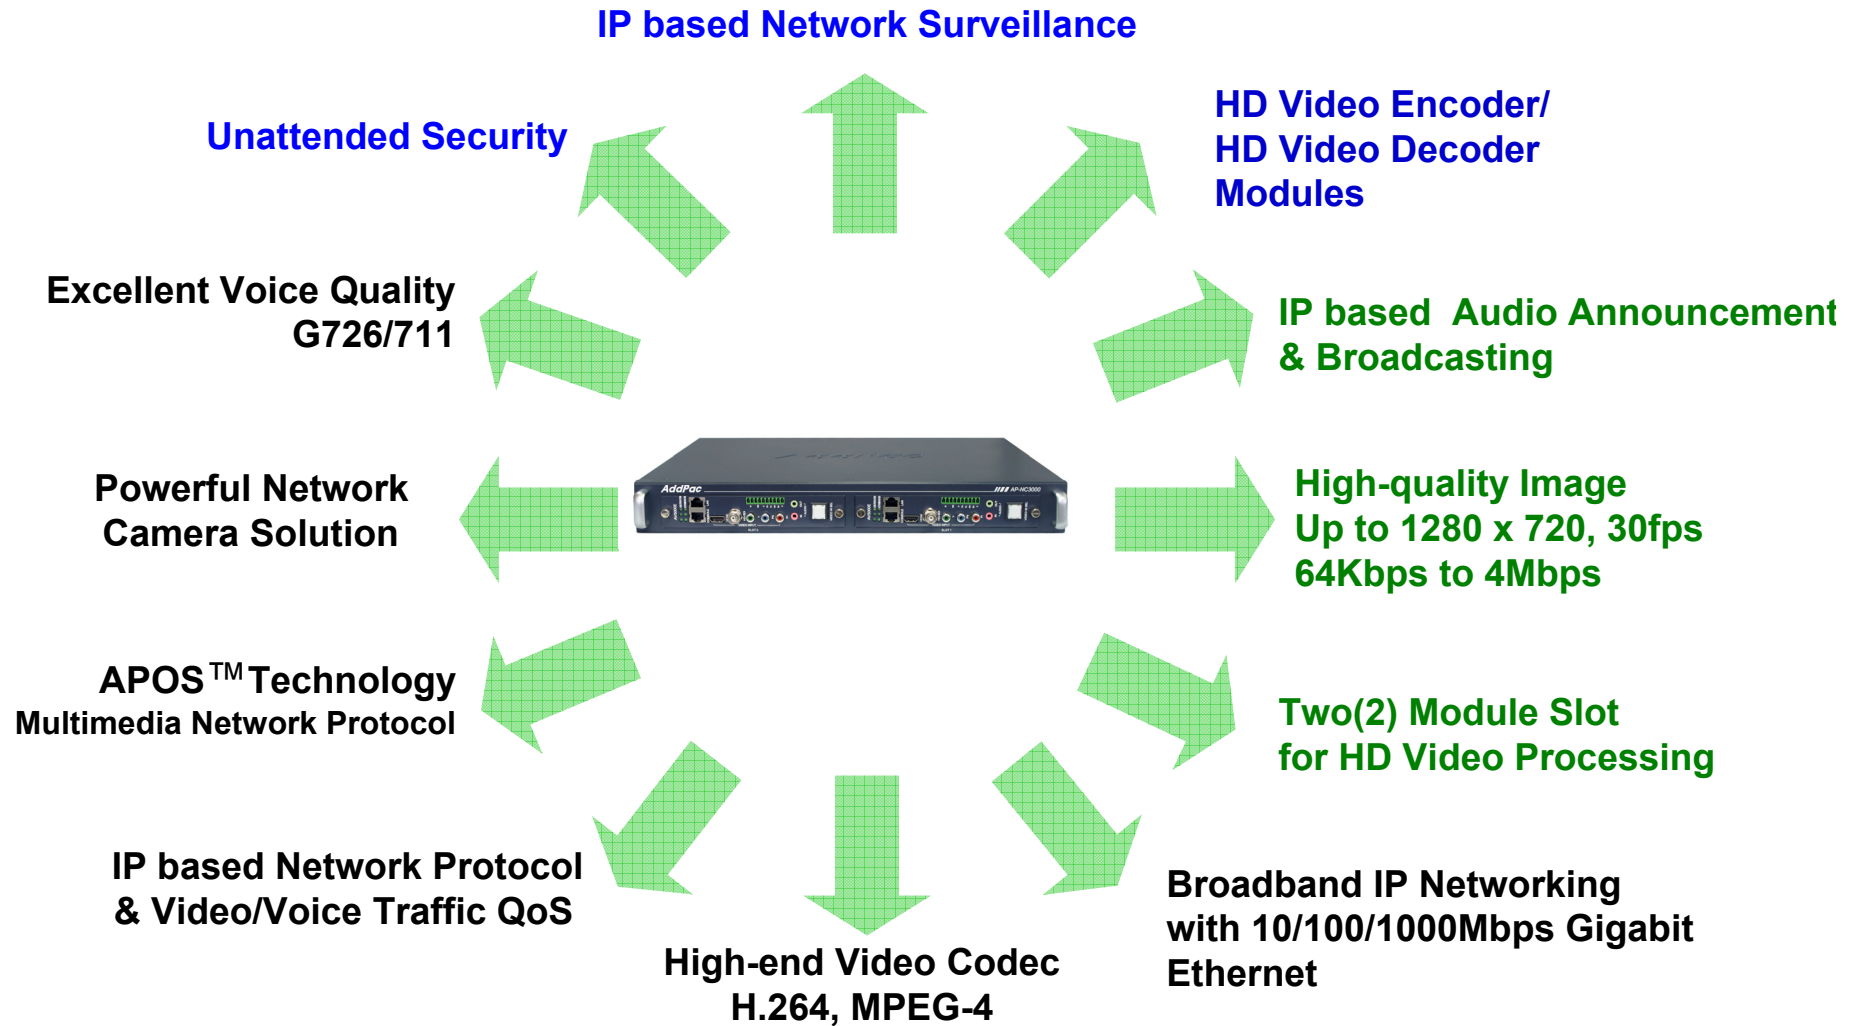 IP based Network Surveillance
Unattended Security
HD Video Encoder/
HD Video Decoder
Modules
Excellent Voice Quality
G726/711
IP based  Audio Announcement
& Broadcasting
Powerful Network
Camera Solution
AddPac
AP-NC3000
High-quality Image
Up to 1280 x 720, 30fps
64Kbps to 4Mbps
APOS™Technology
Multimedia Network Protocol
Two(2) Module Slot
for HD Video Processing
IP based Network Protocol
& Video/Voice Traffic QoS
High-end Video Codec
H.264, MPEG-4
Broadband IP Networking
with 10/100/1000Mbps Gigabit
Ethernet